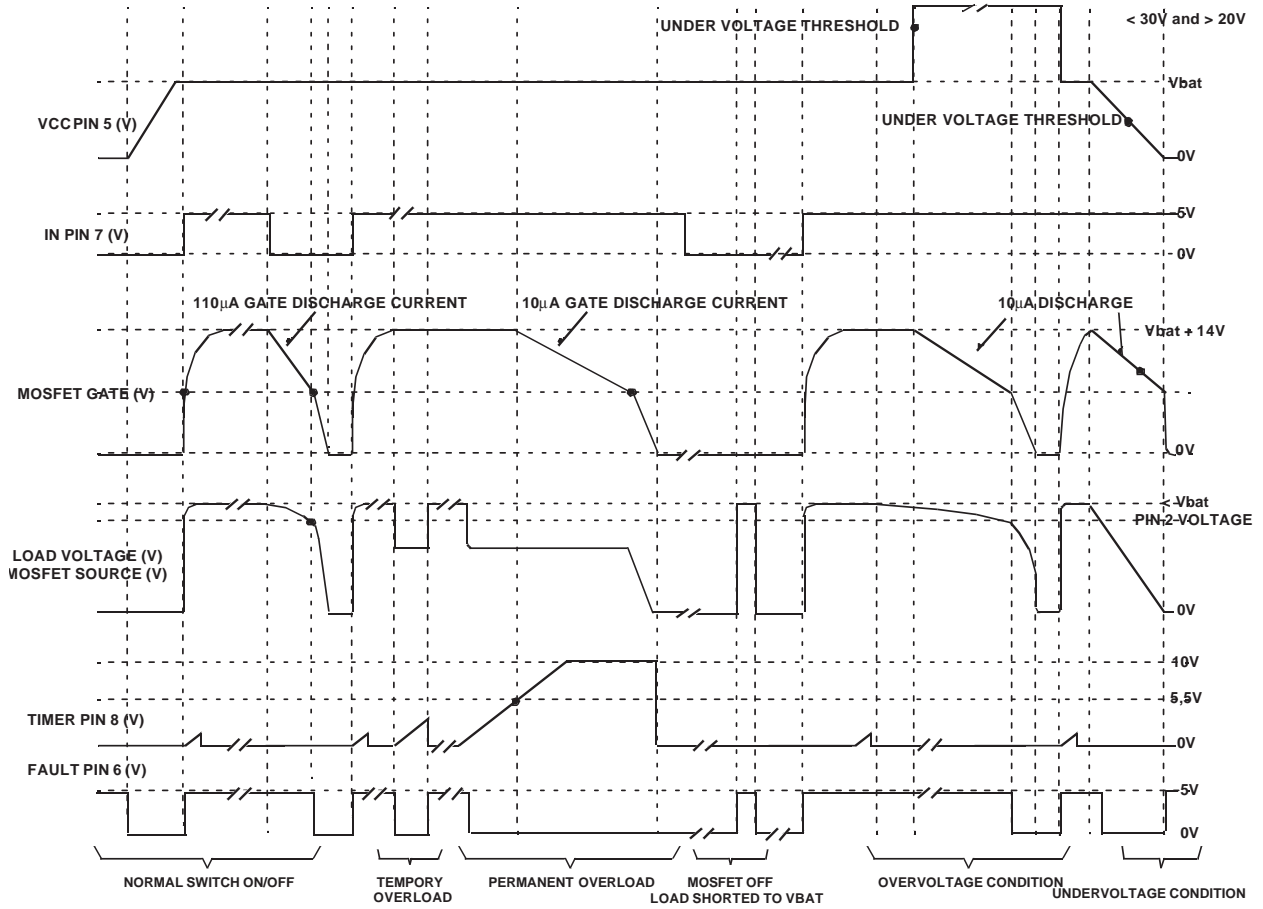 UNDER VOLTAGE THRESHOLD
< 30V and > 20V
Vbat
VCC PIN 5 (V)
UNDER VOLTAGE THRESHOLD
0V
5V
IN PIN 7 (V)
0V
110μA GATE DISCHARGE CURRENT
10μA GATE DISCHARGE CURRENT
10μA DISCHARGE
Vbat + 14V
MOSFET GATE (V)
0V
< Vbat
PIN 2 VOLTAGE
LOAD VOLTAGE (V)
MOSFET SOURCE (V)
0V
10V
5,5V
TIMER PIN 8 (V)
0V
FAULT PIN 6 (V)
5V
0V
NORMAL SWITCH ON/OFF
TEMPORY
OVERLOAD
PERMANENT OVERLOAD
MOSFET OFF
LOAD SHORTED TO VBAT
OVERVOLTAGE CONDITION
UNDERVOLTAGE CONDITION